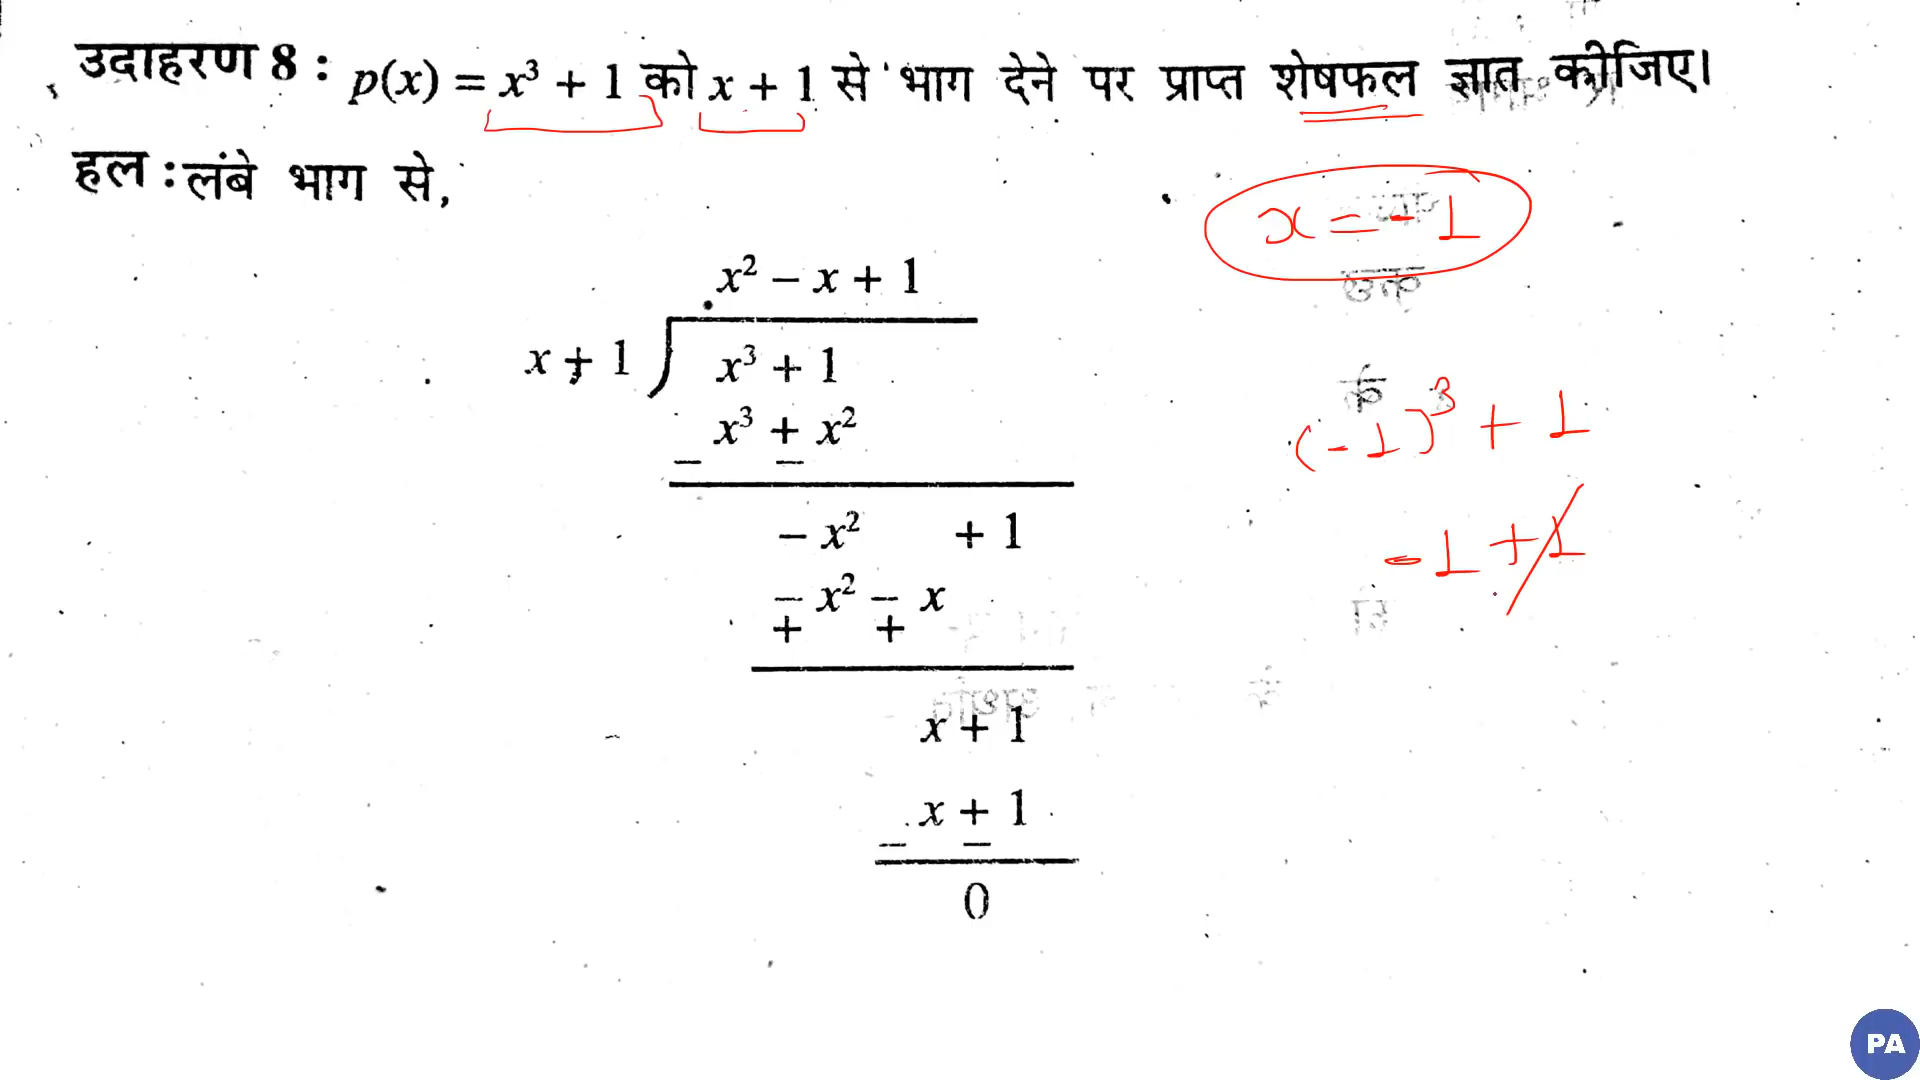 उदाहरण 8 : p(x) = x³ + 1 को x + 1 से भाग देने पर प्राप्त शेषफल ज्ञात कीजिए।
हल : लंबे भाग से,
x = - 1
x² − x + 1
x + 1 x³ + 1
x³ + x²
− −
(-1)³ + 1
− x² + 1
-1 + 1
− x² − x
+ +
x + 1
x + 1
− −
0
PA